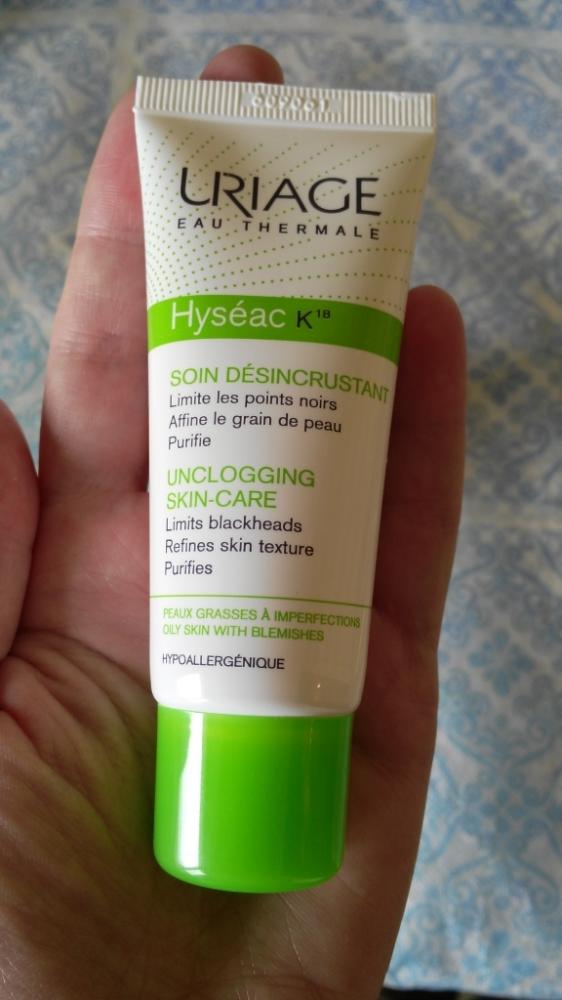 URIAGE
EAU THERMALE
Hyséac K18
SOIN DÉSINCRUSTANT
Limite les points noirs
Affine le grain de peau
Purifie
UNCLOGGING
SKIN-CARE
Limits blackheads
Refines skin texture
Purifies
PEAUX GRASSES À IMPERFECTIONS
OILY SKIN WITH BLEMISHES
HYPOALLERGÉNIQUE